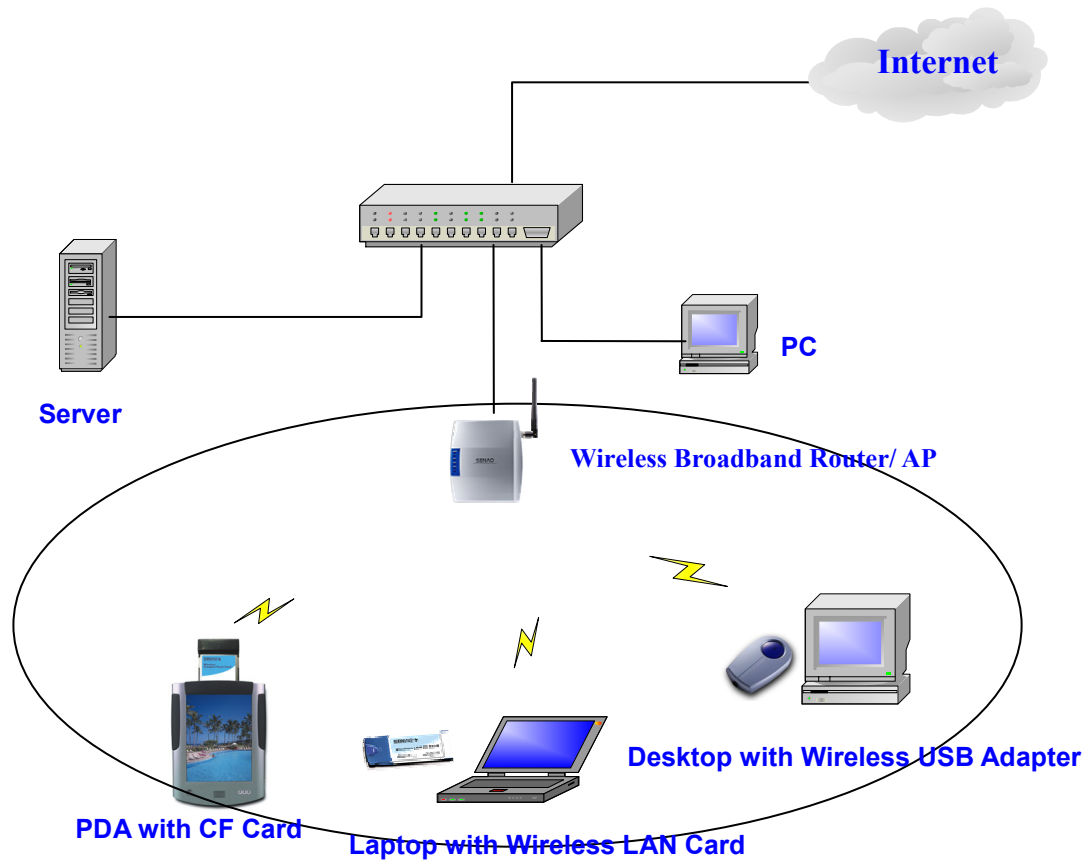 Internet
PC
Server
SENAO
Wireless Broadband Router/ AP
Desktop with Wireless USB Adapter
PDA with CF Card
Laptop with Wireless LAN Card